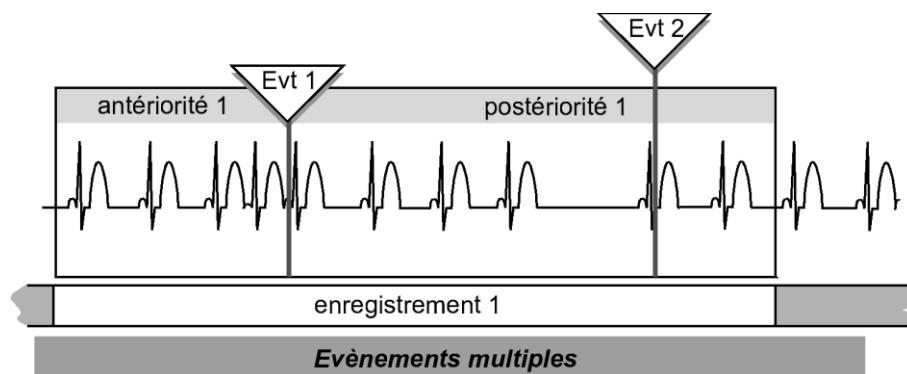 Evt 2
Evt 1
antériorité 1
postériorité 1
enregistrement 1
Evènements multiples